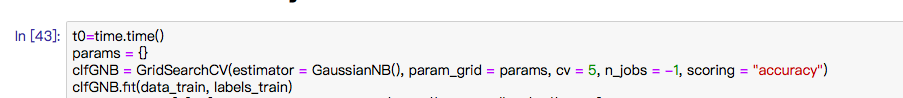 In [43]: t0=time.time()
params = {}
clfGNB = GridSearchCV(estimator = GaussianNB(), param_grid = params, cv = 5, n_jobs = -1, scoring = "accuracy")
clfGNB.fit(data_train, labels_train)